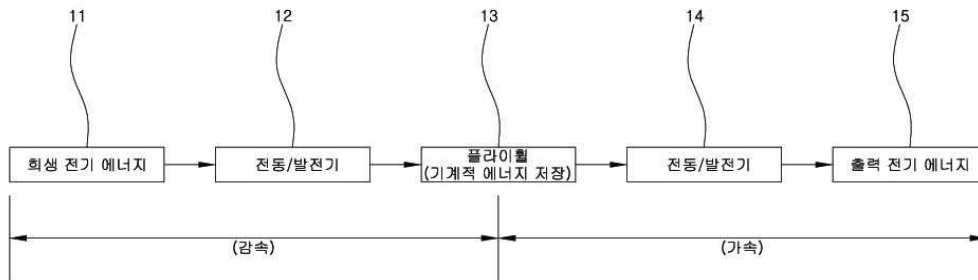 11 12 13 14 15
희생 전기 에너지
전동/발전기
플라이휠
(기계적 에너지 저장)
전동/발전기
출력 전기 에너지
(감속) (가속)